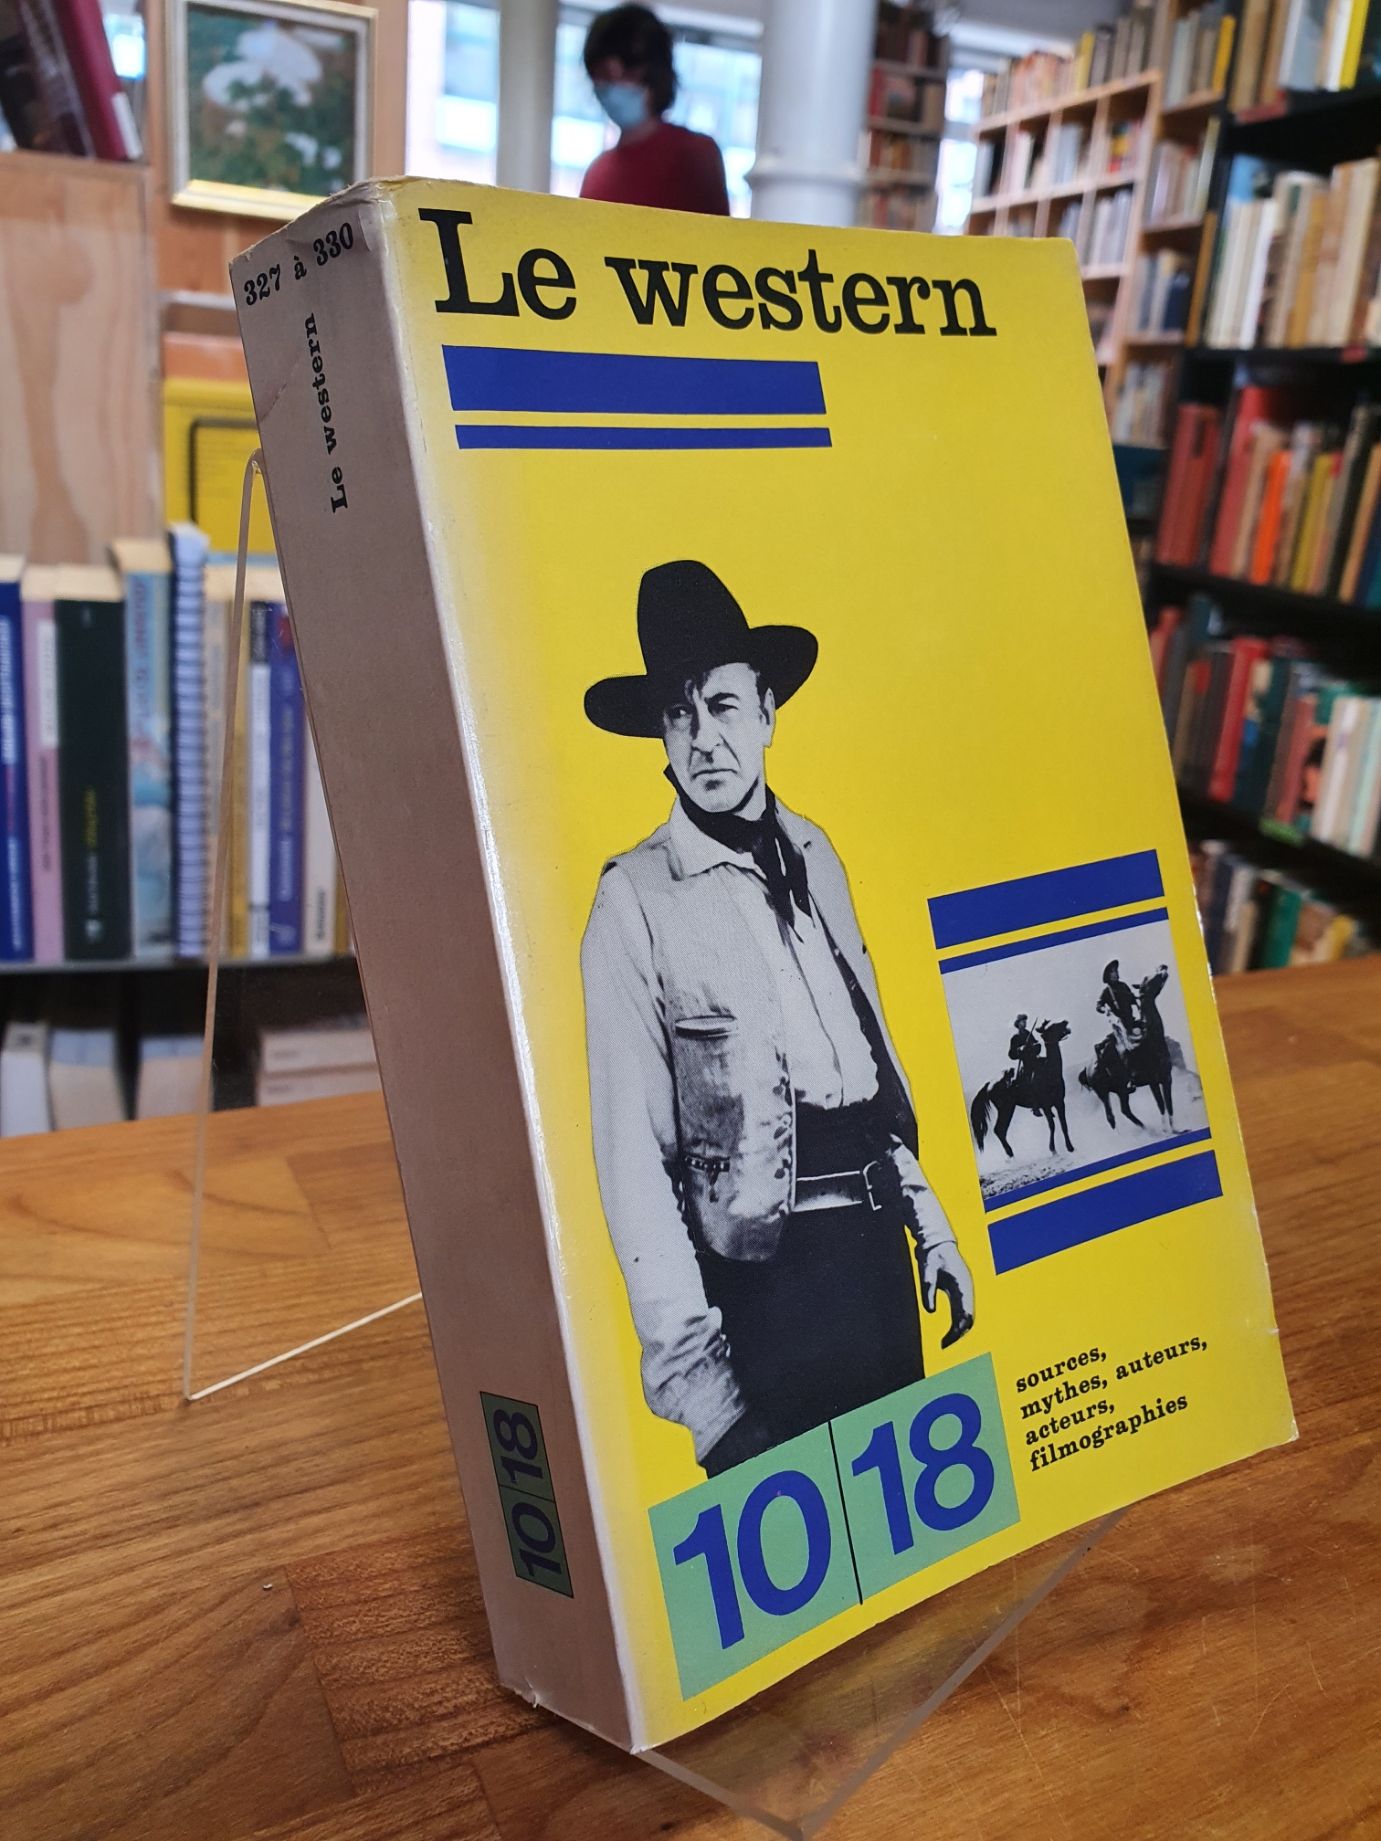 327 à 330
Le western
10 18
Le western
sources,
mythes, auteurs,
acteurs,
filmographies
10 18